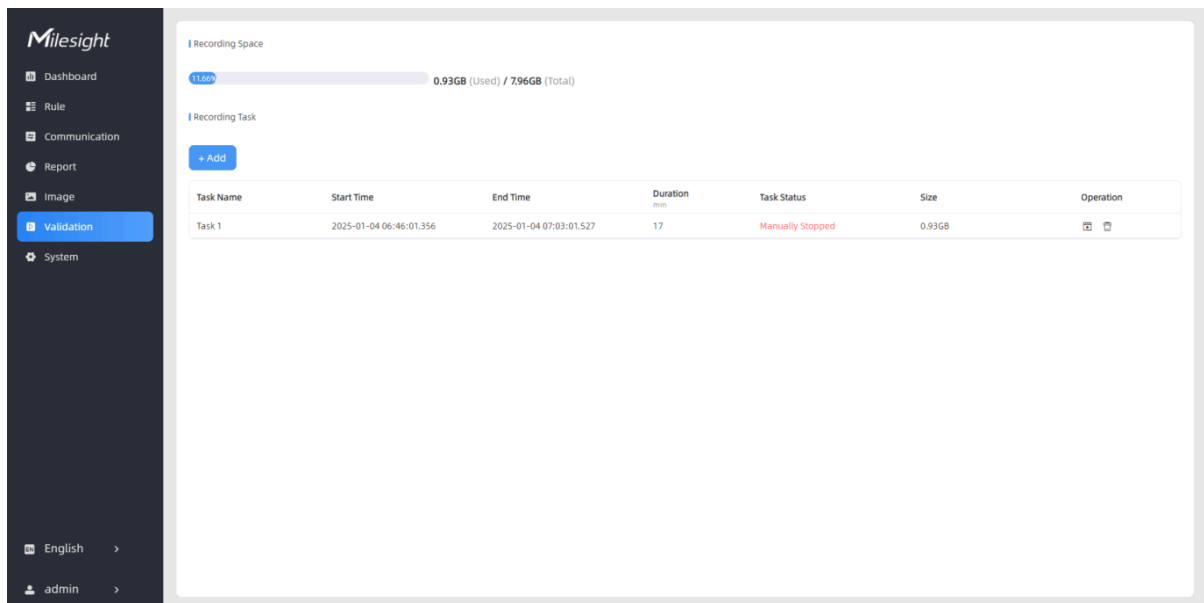 Milesight
Dashboard
Rule
Communication
Report
Image
Validation
System
EN English >
admin >
Recording Space
11.66% 0.93GB (Used) / 7.96GB (Total)
Recording Task
+ Add
Task Name Start Time End Time Duration min Task Status Size Operation
Task 1 2025-01-04 06:46:01.356 2025-01-04 07:03:01.527 17 Manually Stopped 0.93GB